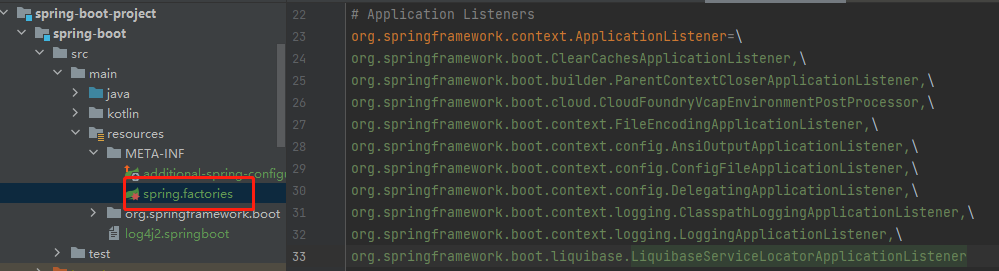 spring-boot-project
spring-boot
src
main
java
kotlin
resources
META-INF
additional-spring-configu
spring.factories
org.springframework.boot
log4j2.springboot
test
22 # Application Listeners
23 org.springframework.context.ApplicationListener=\
24 org.springframework.boot.ClearCachesApplicationListener,\
25 org.springframework.boot.builder.ParentContextCloserApplicationListener,\
26 org.springframework.boot.cloud.CloudFoundryVcapEnvironmentPostProcessor,\
27 org.springframework.boot.context.FileEncodingApplicationListener,\
28 org.springframework.boot.context.config.AnsiOutputApplicationListener,\
29 org.springframework.boot.context.config.ConfigFileApplicationListener,\
30 org.springframework.boot.context.config.DelegatingApplicationListener,\
31 org.springframework.boot.context.logging.ClasspathLoggingApplicationListener,\
32 org.springframework.boot.context.logging.LoggingApplicationListener,\
33 org.springframework.boot.liquibase.LiquibaseServiceLocatorApplicationListener